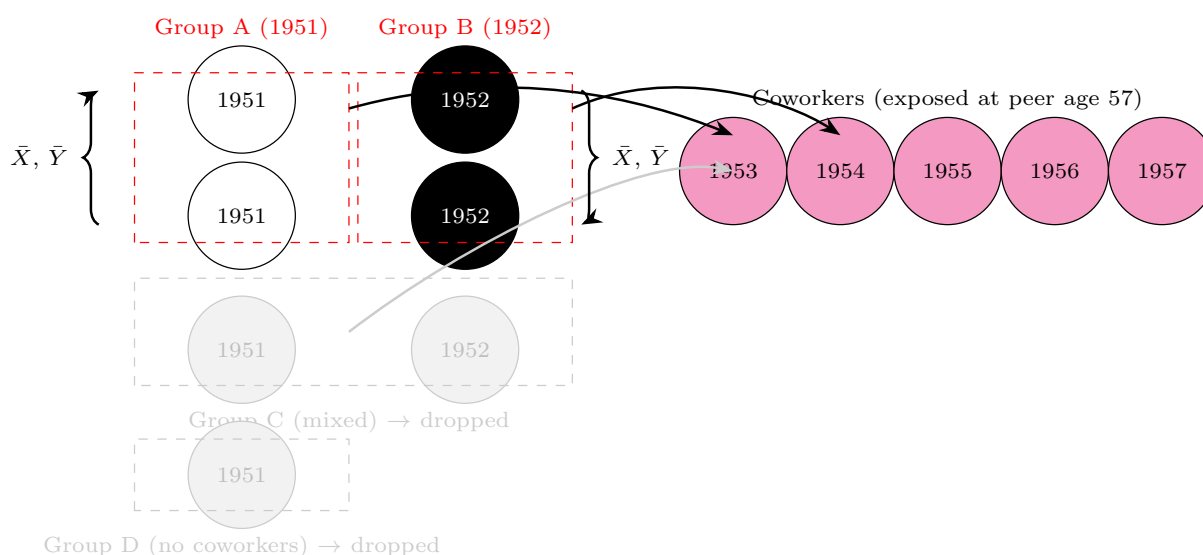 Group A (1951)
Group B (1952)
1951
1952
Coworkers (exposed at peer age 57)
X̄, Ȳ
X̄, Ȳ
1953
1954
1955
1956
1957
1951
1952
1951
1952
Group C (mixed) → dropped
1951
Group D (no coworkers) → dropped